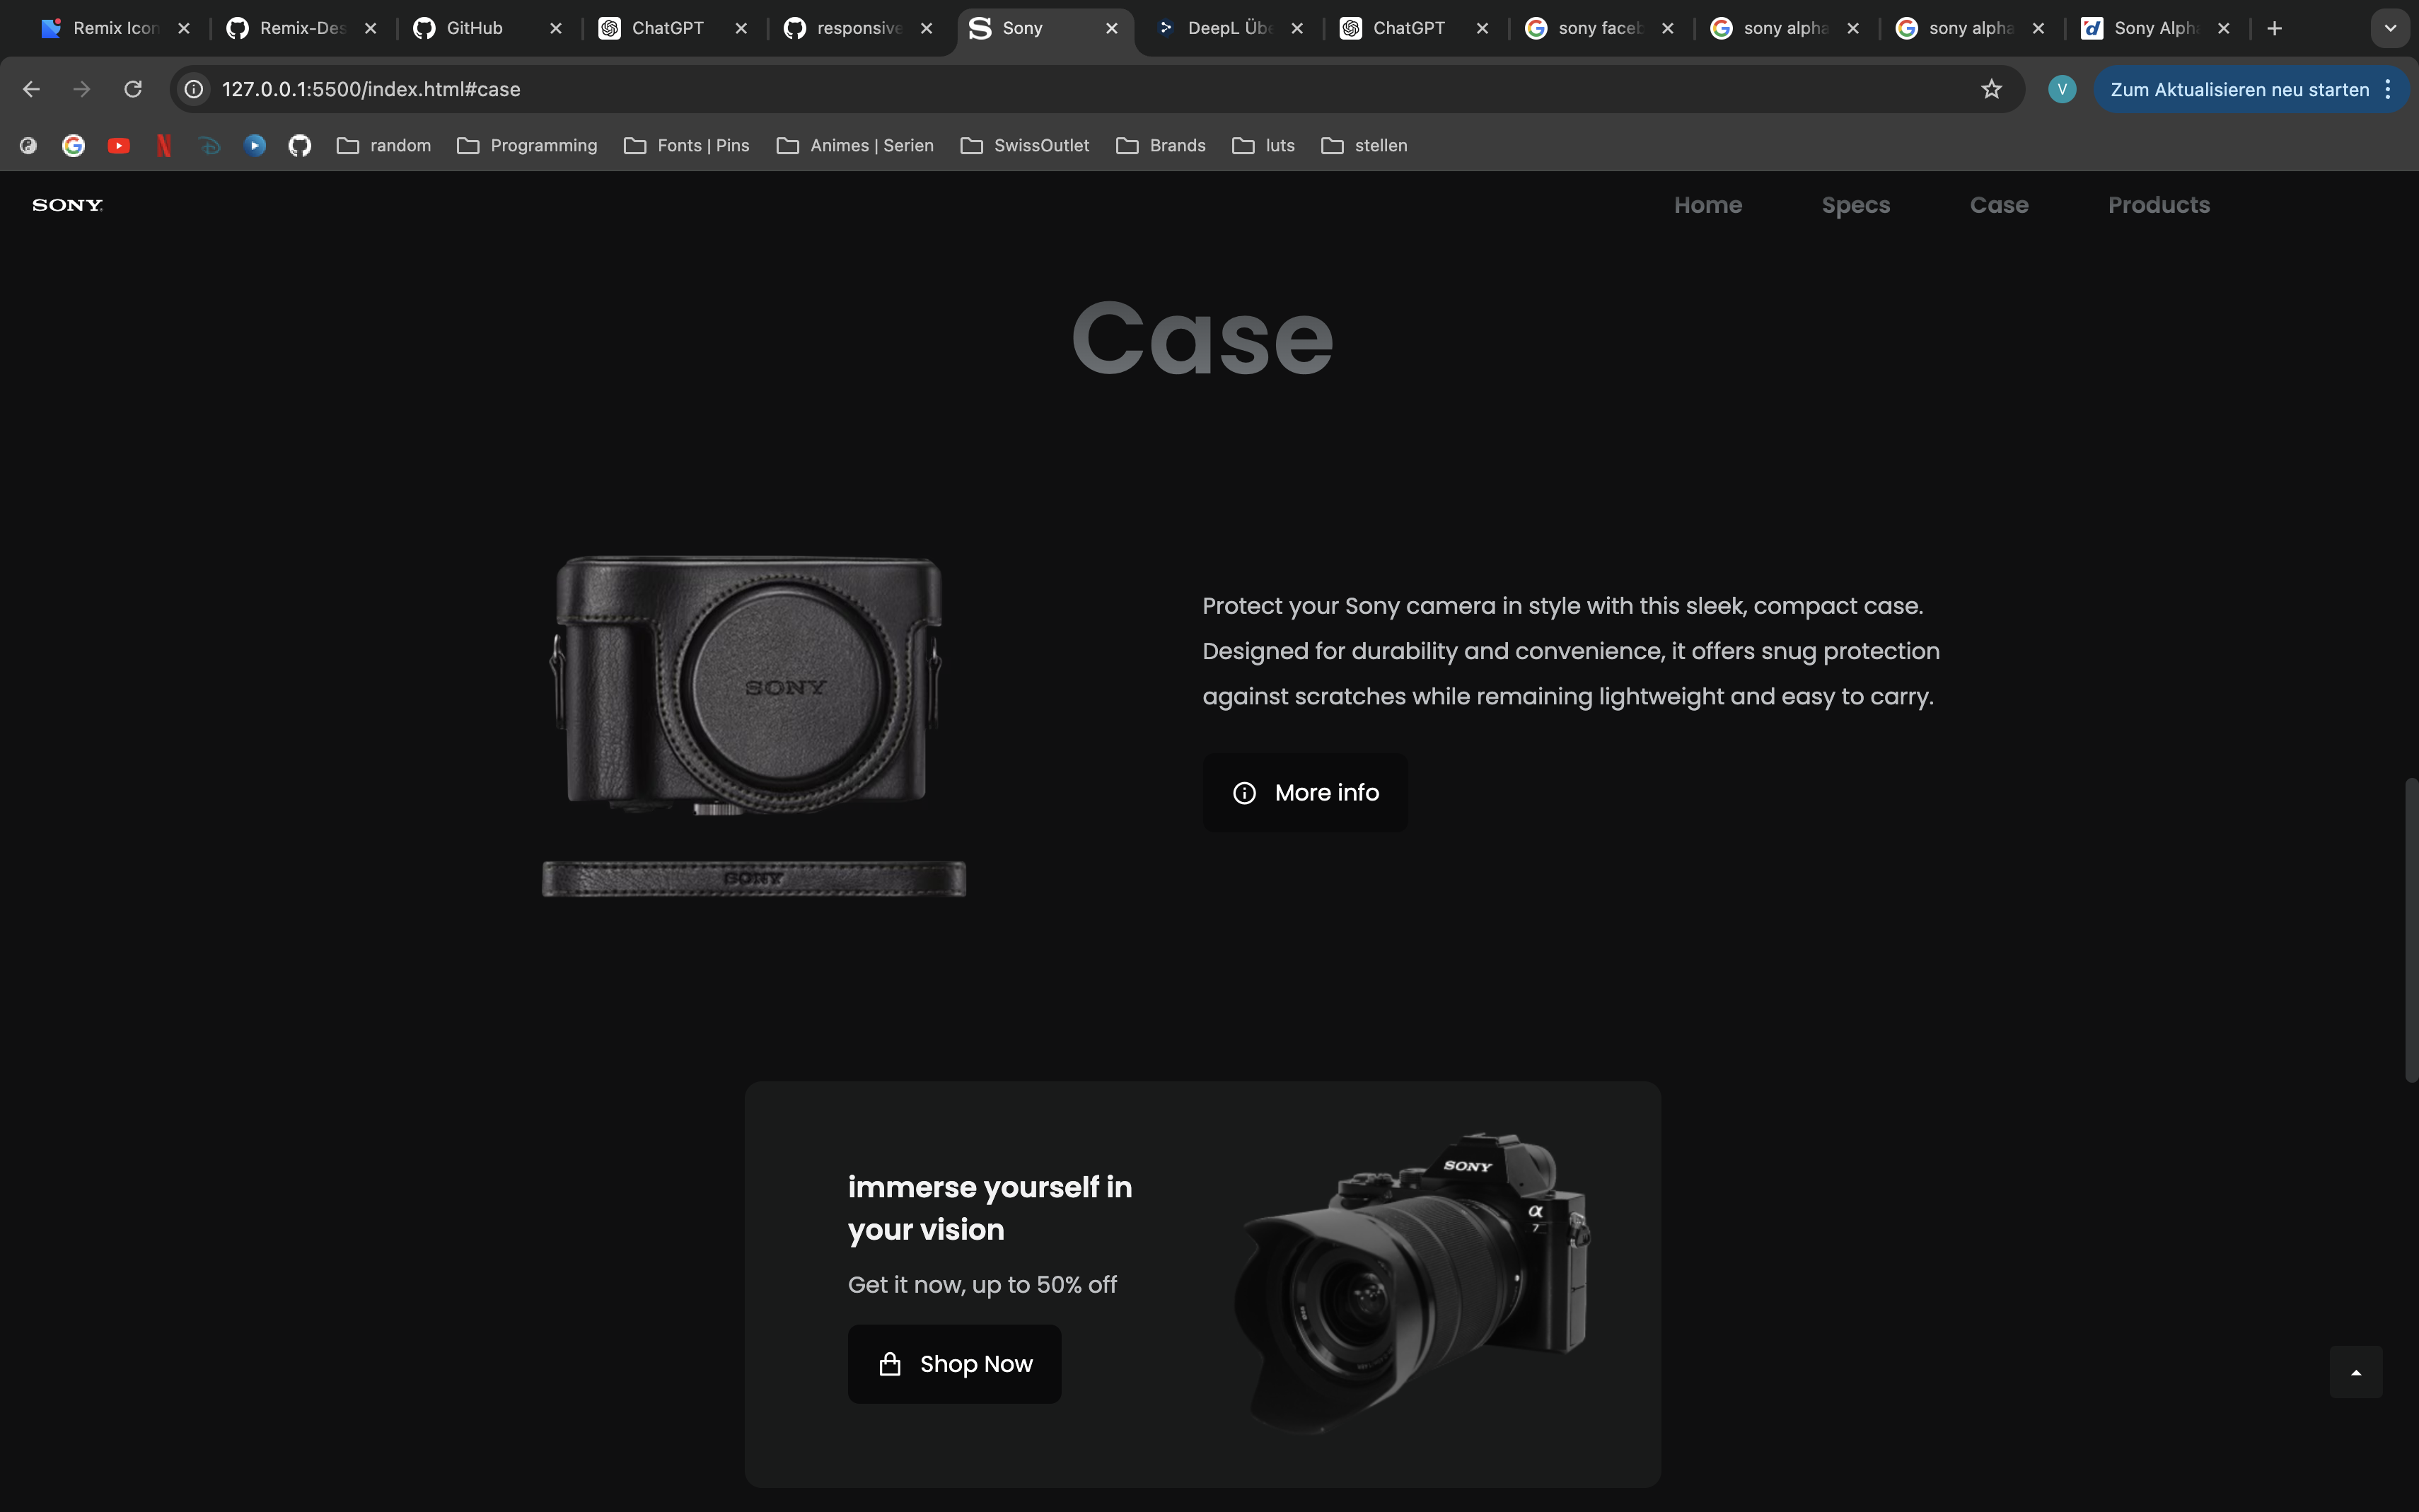 Remix Icon
Remix-Des
GitHub
ChatGPT
responsive
Sony
DeepL Übe
ChatGPT
sony faceb
sony alpha
sony alpha
Sony Alpha
127.0.0.1:5500/index.html#case
V
Zum Aktualisieren neu starten
random
Programming
Fonts | Pins
Animes | Serien
SwissOutlet
Brands
luts
stellen
SONY
Home
Specs
Case
Products
Case
SONY
SONY
Protect your Sony camera in style with this sleek, compact case.
Designed for durability and convenience, it offers snug protection
against scratches while remaining lightweight and easy to carry.
More info
immerse yourself in
your vision
Get it now, up to 50% off
Shop Now
SONY
α
7